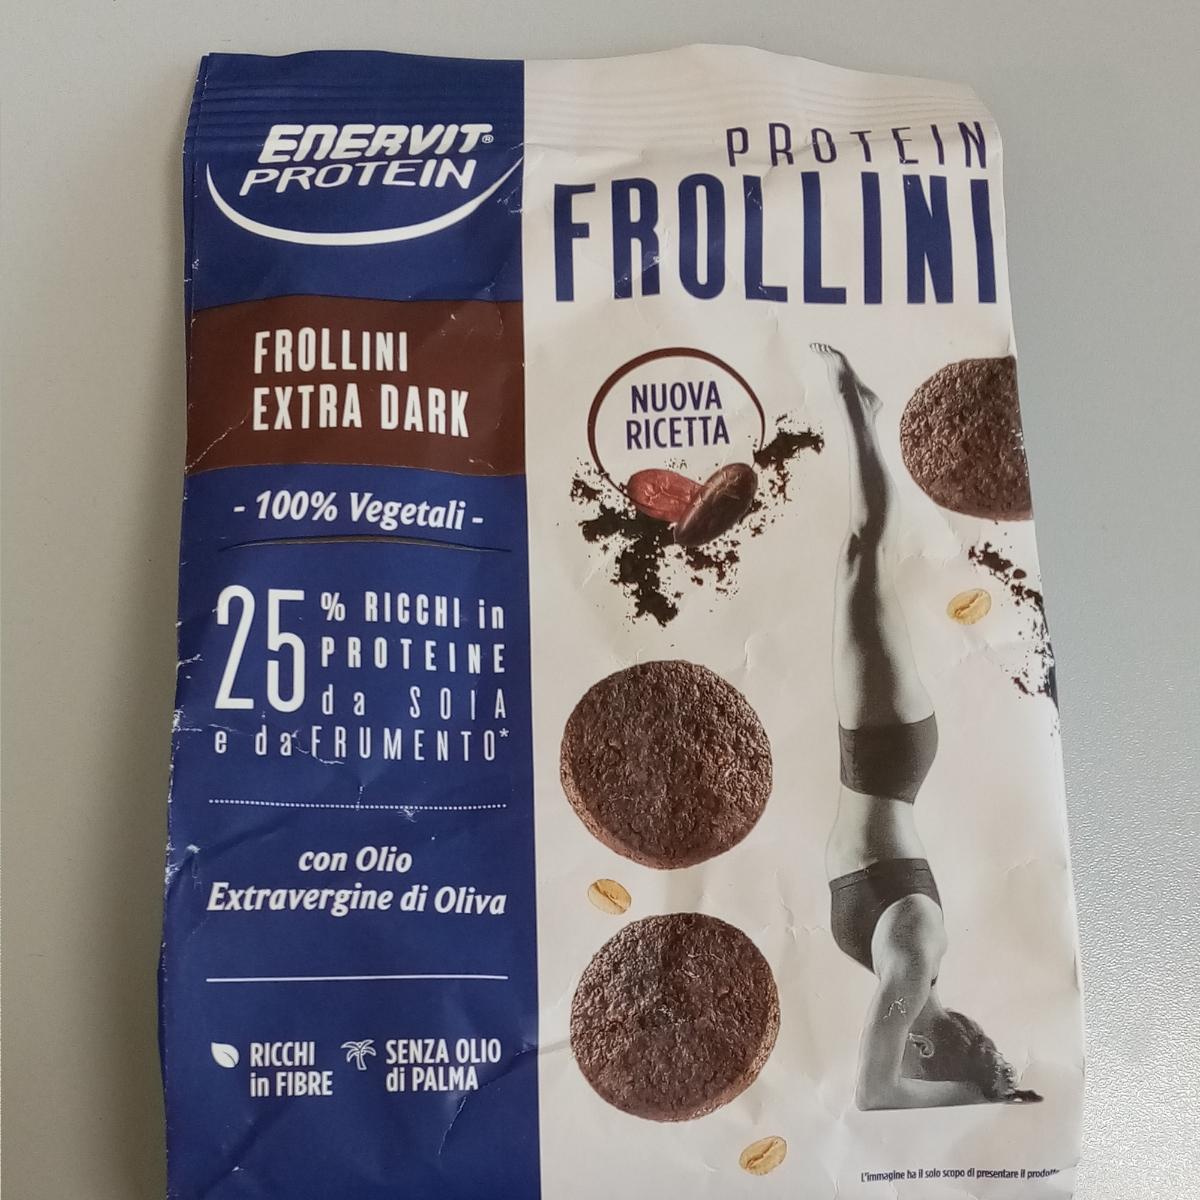 ENERVIT®
PROTEIN
FROLLINI
EXTRA DARK
- 100% Vegetali -
25% RICCHI in
PROTEINE
da SOIA
e da FRUMENTO*
con Olio
Extravergine di Oliva
RICCHI
in FIBRE
SENZA OLIO
di PALMA
PROTEIN
FROLLINI
NUOVA
RICETTA
L'immagine ha il solo scopo di presentare il